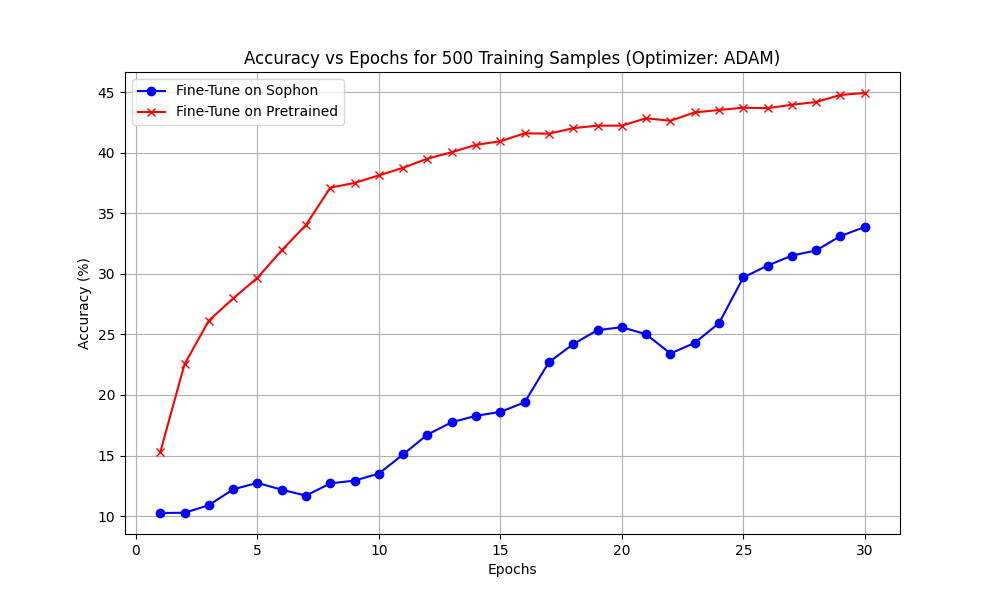 Accuracy vs Epochs for 500 Training Samples (Optimizer: ADAM)
Fine-Tune on Sophon
Fine-Tune on Pretrained
Accuracy (%)
45
40
35
30
25
20
15
10
0 5 10 15 20 25 30
Epochs